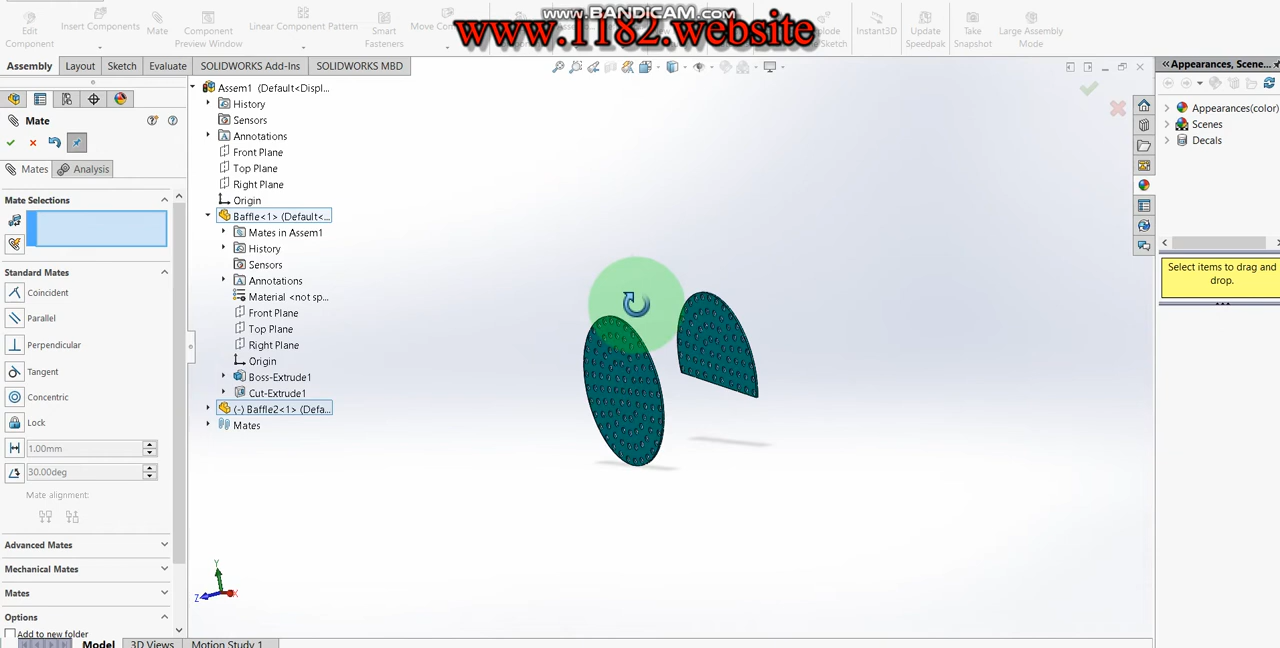 www.BANDICAM.com
www.1182.website
Edit Component
Insert Components
Mate
Component Preview Window
Linear Component Pattern
Smart Fasteners
Move Co
Explode Sketch
Instant3D
Update Speedpak
Take Snapshot
Large Assembly Mode
Assembly
Layout
Sketch
Evaluate
SOLIDWORKS Add-Ins
SOLIDWORKS MBD
Mate
Mates
Analysis
Mate Selections
Standard Mates
Coincident
Parallel
Perpendicular
Tangent
Concentric
Lock
1.00mm
30.00deg
Mate alignment:
Advanced Mates
Mechanical Mates
Mates
Options
Add to new folder
Assem1 (Default<Displ...
History
Sensors
Annotations
Front Plane
Top Plane
Right Plane
Origin
Baffle<1> (Default<...
Mates in Assem1
History
Sensors
Annotations
Material <not sp...
Front Plane
Top Plane
Right Plane
Origin
Boss-Extrude1
Cut-Extrude1
(-) Baffle2<1> (Defa...
Mates
Y
Z
X
Appearances, Scene...
Appearances(color)
Scenes
Decals
Select items to drag and
drop.
Model
3D Views
Motion Study 1